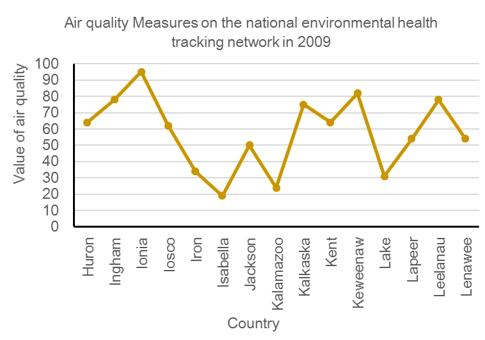 Air quality Measures on the national environmental health
tracking network in 2009
Value of air quality
100
90
80
70
60
50
40
30
20
10
0
Huron
Ingham
Ionia
Iosco
Iron
Isabella
Jackson
Kalamazoo
Kalkaska
Kent
Keweenaw
Lake
Lapeer
Leelanau
Lenawee
Country